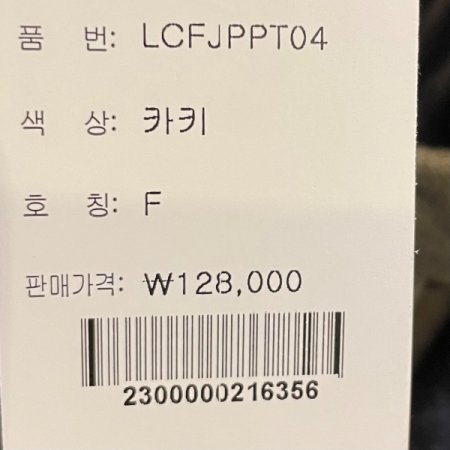 품 번: LCFJPPT04
색 상: 카키
호 칭: F
판매가격: ₩128,000
2300000216356